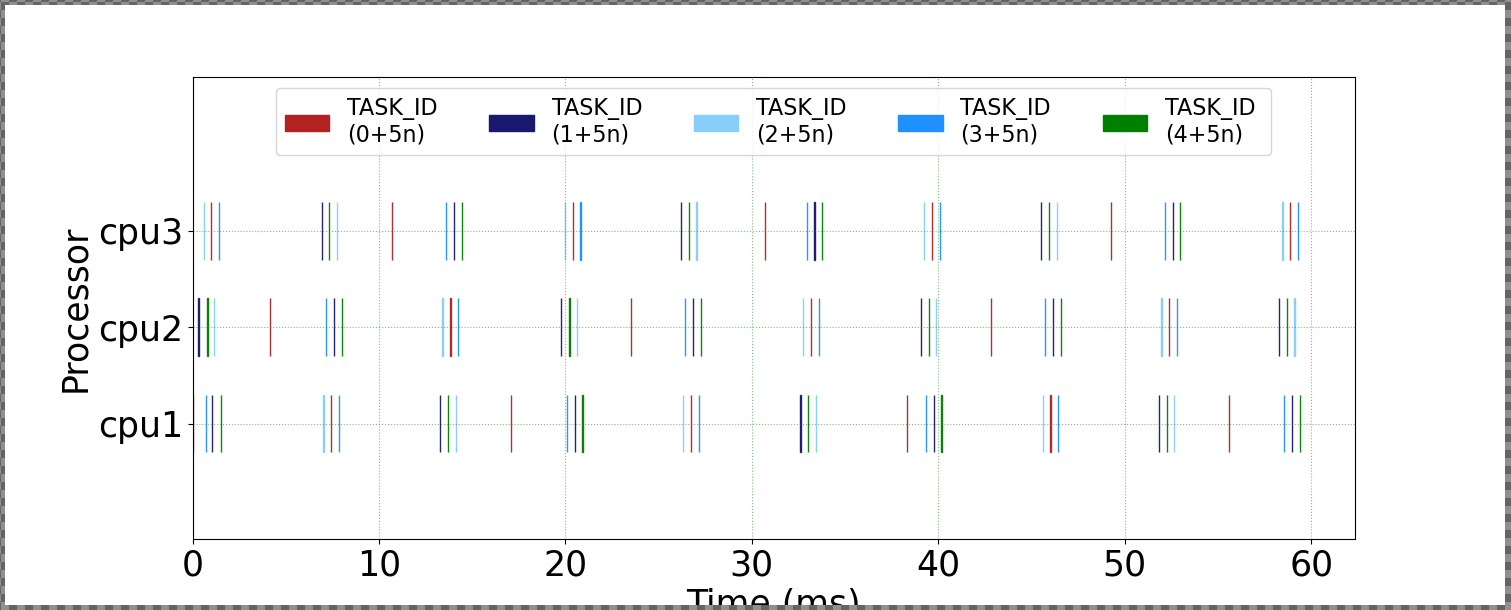 TASK_ID
(0+5n)
TASK_ID
(1+5n)
TASK_ID
(2+5n)
TASK_ID
(3+5n)
TASK_ID
(4+5n)
Processor
cpu3
cpu2
cpu1
0 10 20 30 40 50 60
Time (ms)